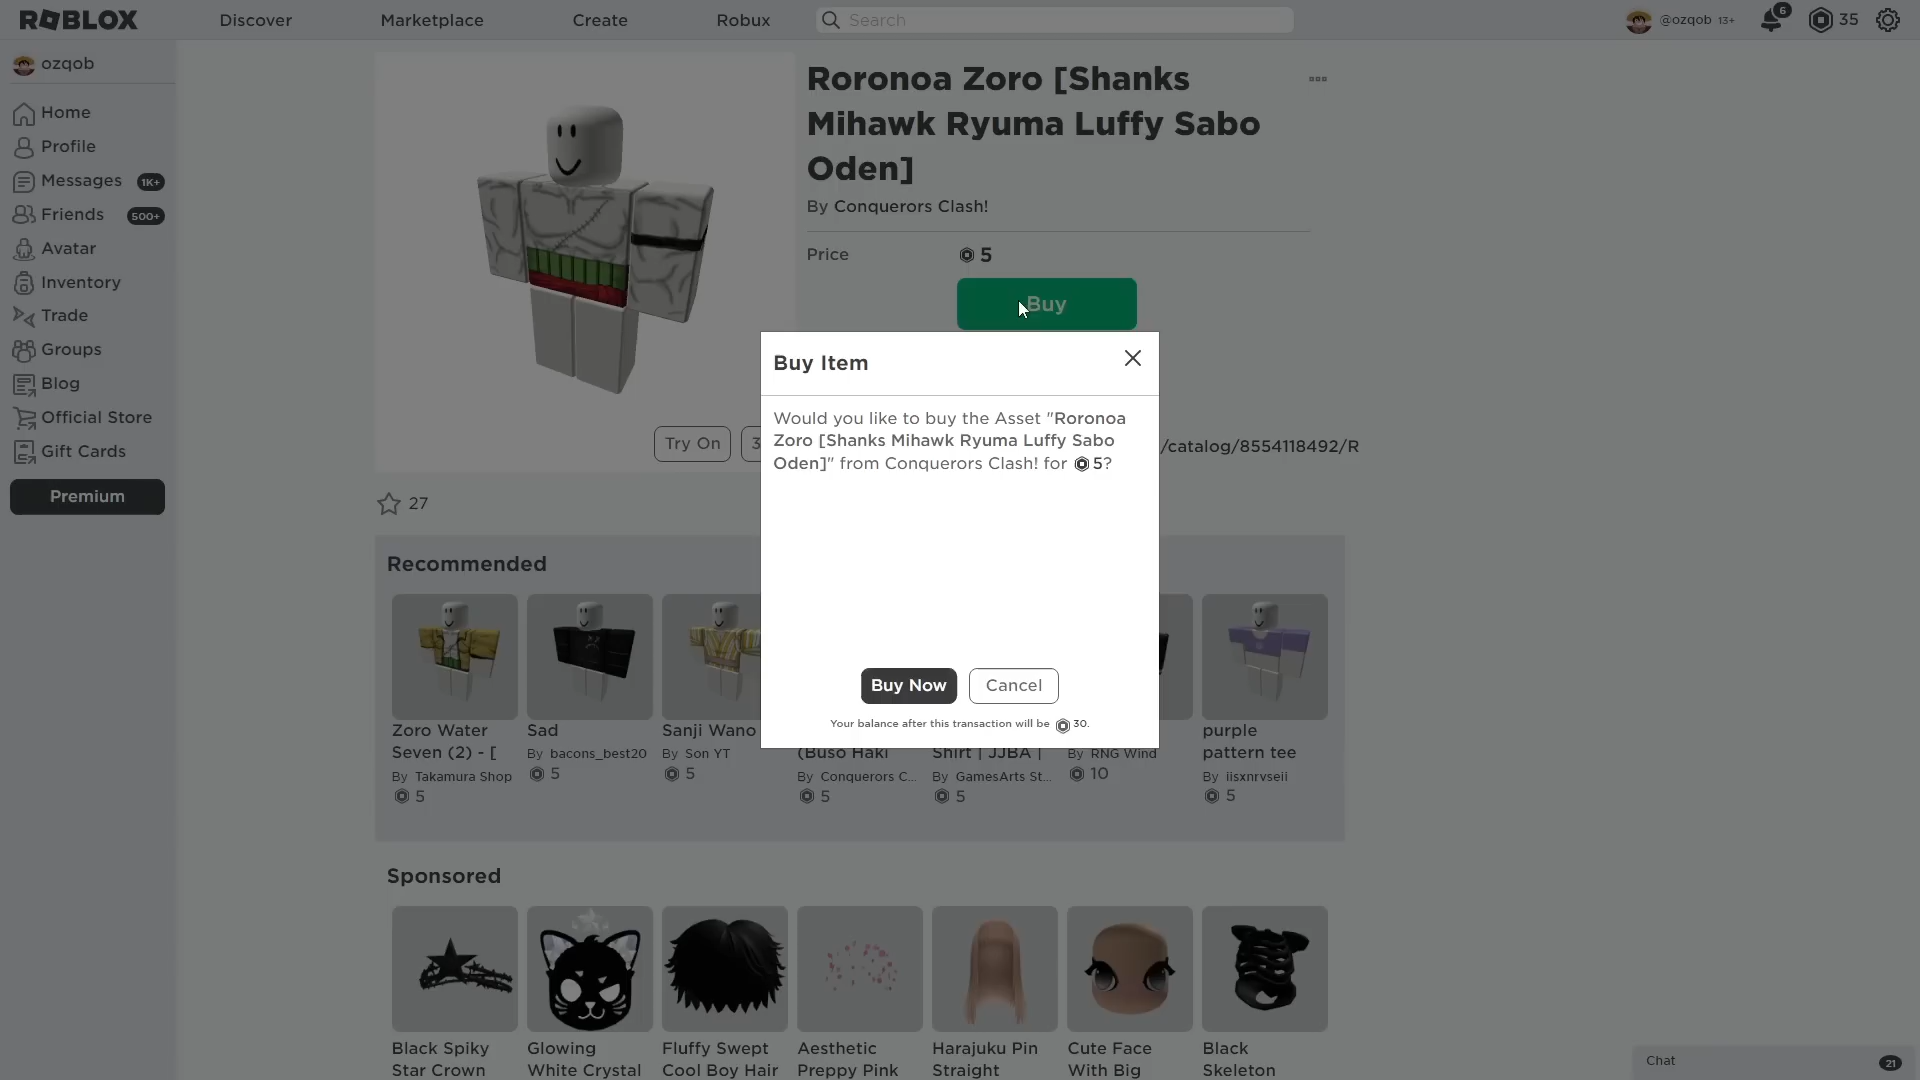 ROBLOX
Discover
Marketplace
Create
Robux
Search
@ozqob 13+
6
35
ozqob
Home
Profile
Messages 1K+
Friends 500+
Avatar
Inventory
Trade
Groups
Blog
Official Store
Gift Cards
Premium
Roronoa Zoro [Shanks
Mihawk Ryuma Luffy Sabo
Oden]
By Conquerors Clash!
Price 5
Buy
Try On
3
/catalog/8554118492/R
27
Buy Item
Would you like to buy the Asset "Roronoa
Zoro [Shanks Mihawk Ryuma Luffy Sabo
Oden]" from Conquerors Clash! for 5?
Buy Now
Cancel
Your balance after this transaction will be 30.
Recommended
Zoro Water
Seven (2) - [
By Takamura Shop
5
Sad
By bacons_best20
5
Sanji Wano
By Son YT
5
(Buso Haki
By Conquerors C...
5
Shirt | JJBA |
By GamesArts St...
5
By RNG Wind
10
purple
pattern tee
By iisxnrvseii
5
Sponsored
Black Spiky
Star Crown
Glowing
White Crystal
Fluffy Swept
Cool Boy Hair
Aesthetic
Preppy Pink
Harajuku Pin
Straight
Cute Face
With Big
Black
Skeleton
Chat
21